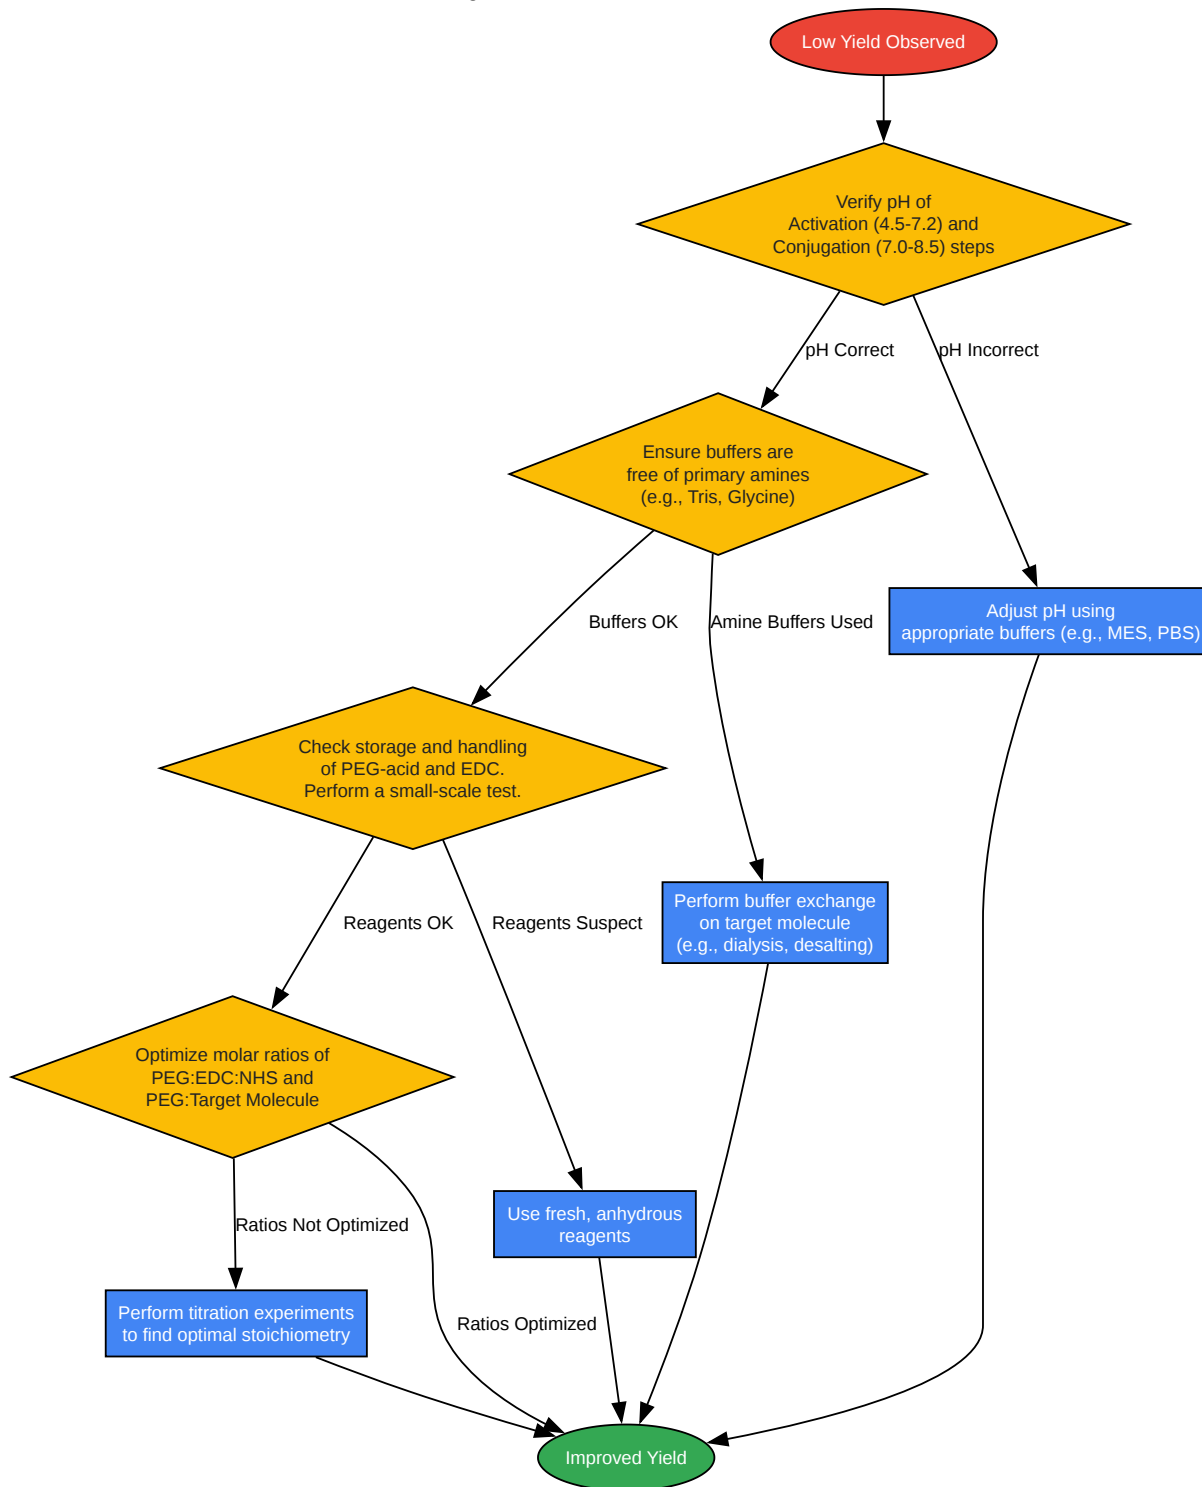 Low Yield Observed
Verify pH of
Activation (4.5-7.2) and
Conjugation (7.0-8.5) steps
pH Correct
pH Incorrect
Ensure buffers are
free of primary amines
(e.g., Tris, Glycine)
Buffers OK
Amine Buffers Used
Adjust pH using
appropriate buffers (e.g., MES, PBS)
Check storage and handling
of PEG-acid and EDC.
Perform a small-scale test.
Reagents OK
Reagents Suspect
Perform buffer exchange
on target molecule
(e.g., dialysis, desalting)
Optimize molar ratios of
PEG:EDC:NHS and
PEG:Target Molecule
Ratios Not Optimized
Use fresh, anhydrous
reagents
Perform titration experiments
to find optimal stoichiometry
Ratios Optimized
Improved Yield